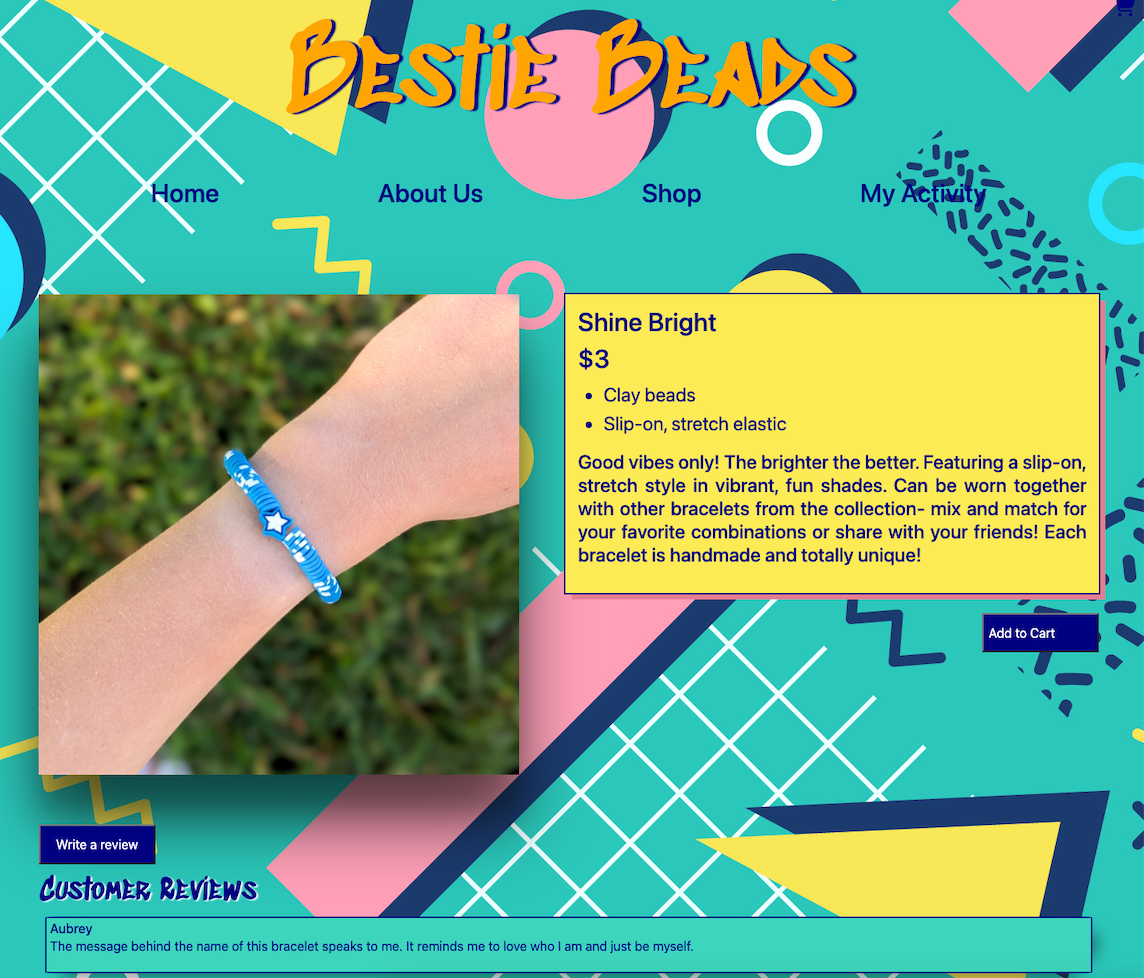 Bestie Beads
Home About Us Shop My Activity
Shine Bright
$3
• Clay beads
• Slip-on, stretch elastic
Good vibes only! The brighter the better. Featuring a slip-on,
stretch style in vibrant, fun shades. Can be worn together
with other bracelets from the collection- mix and match for
your favorite combinations or share with your friends! Each
bracelet is handmade and totally unique!
Add to Cart
Write a review
Customer Reviews
Aubrey
The message behind the name of this bracelet speaks to me. It reminds me to love who I am and just be myself.